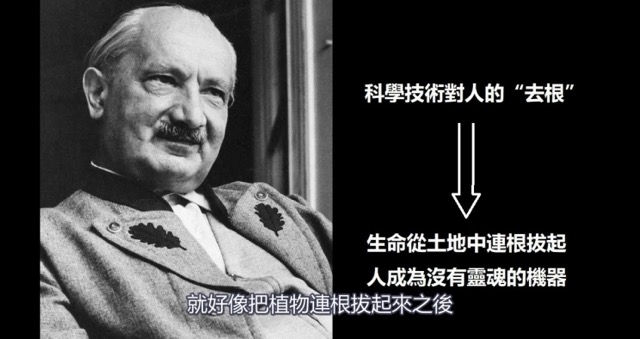 科學技術對人的“去根”
生命從土地中連根拔起
人成為沒有靈魂的機器
就好像把植物連根拔起來之後